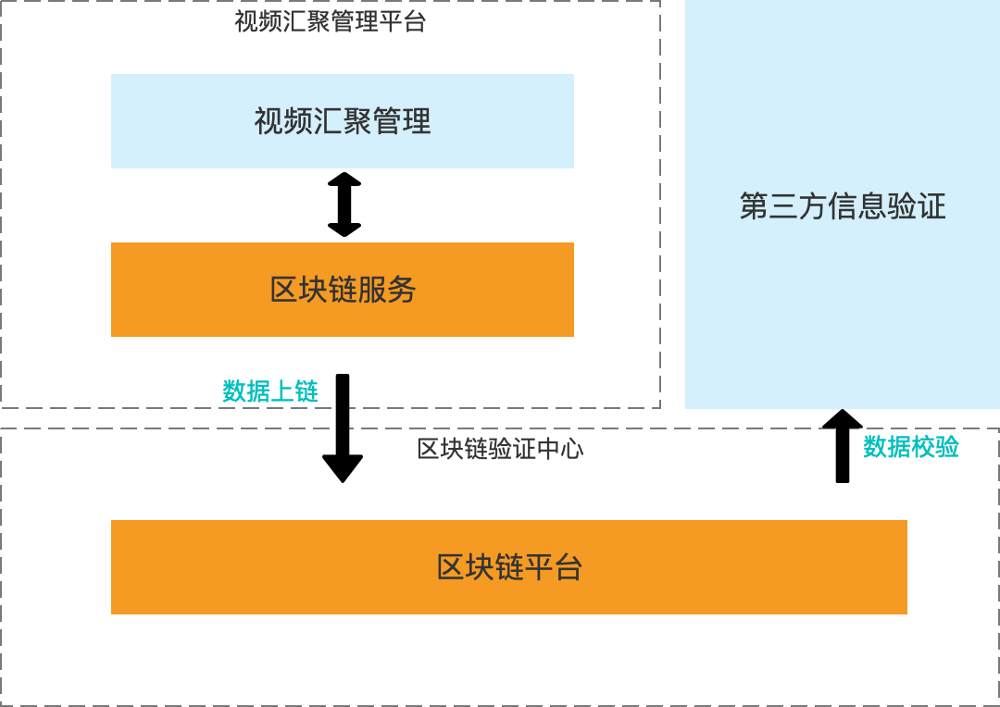 视频汇聚管理平台
视频汇聚管理
第三方信息验证
区块链服务
数据上链
区块链验证中心
数据校验
区块链平台